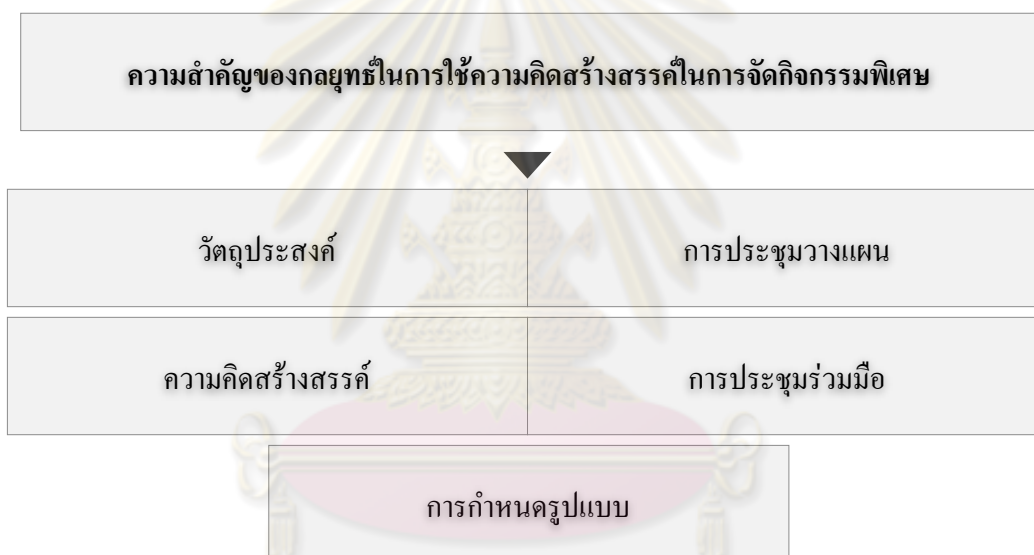 ความสำคัญของกลยุทธ์ในการใช้ความคิดสร้างสรรค์ในการจัดกิจกรรมพิเศษ
วัตถุประสงค์
การประชุมวางแผน
ความคิดสร้างสรรค์
การประชุมร่วมมือ
การกำหนดรูปแบบ